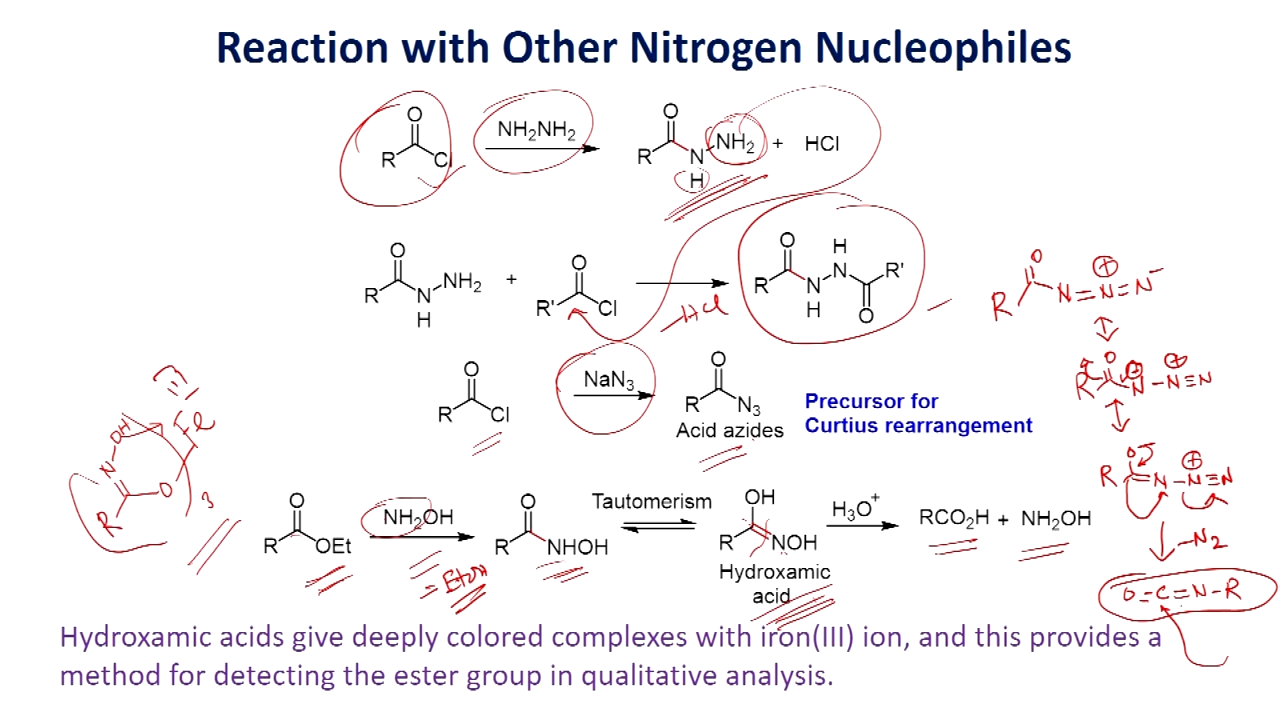 Reaction with Other Nitrogen Nucleophiles
O
R Cl
NH2NH2
O
R N NH2 + HCl
H
O
R N NH2 + R' Cl
H
O
-HCl
O H
R N N R'
H O
O
R N=N=N
O
R Cl
NaN3
O
R N3
Acid azides
Precursor for
Curtius rearrangement
O
R N-N≡N
III
Fe
OH
N
R O
3
O
R N-N≡N
-N2
O=C=N-R
O
R OEt
NH2OH
= EtOH
O
R NHOH
Tautomerism
OH
R NOH
Hydroxamic
acid
H3O+
RCO2H + NH2OH
Hydroxamic acids give deeply colored complexes with iron(III) ion, and this provides a
method for detecting the ester group in qualitative analysis.